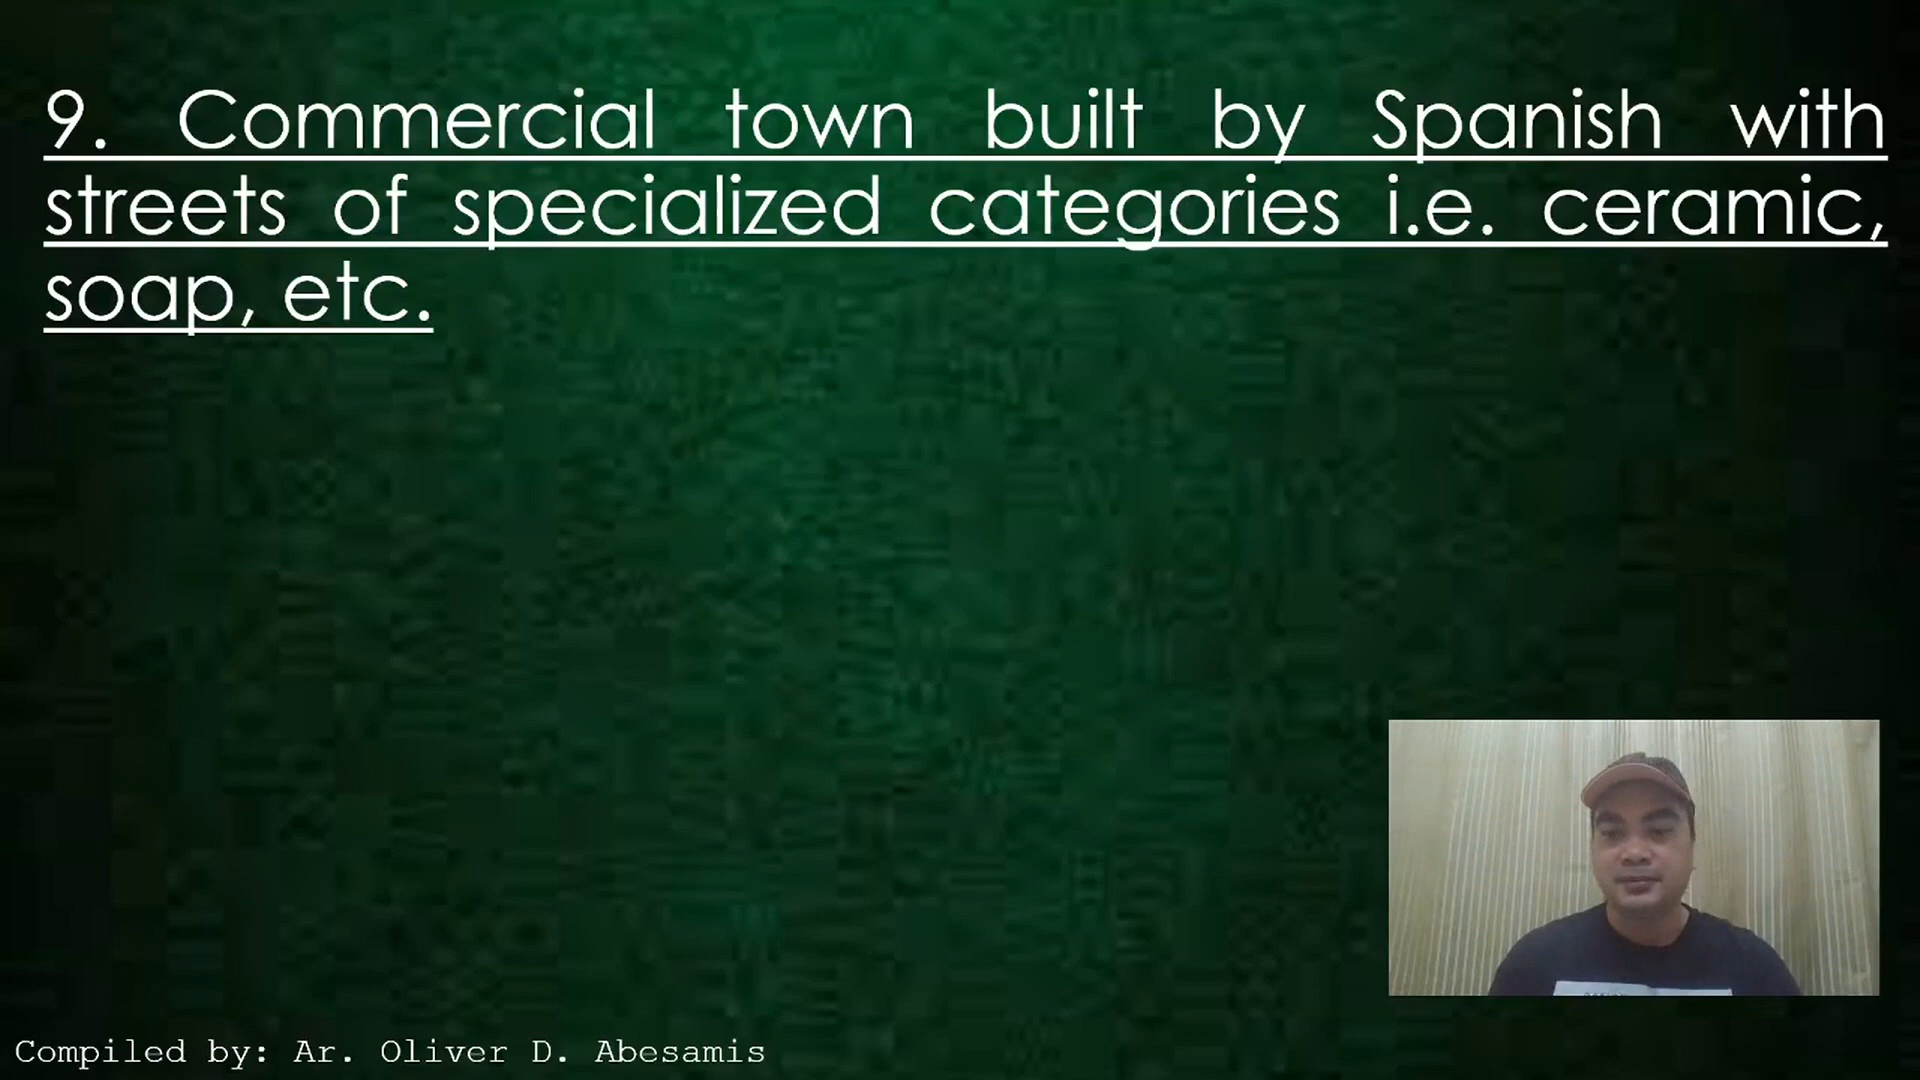 9. Commercial town built by Spanish with
streets of specialized categories i.e. ceramic,
soap, etc.
Compiled by: Ar. Oliver D. Abesamis